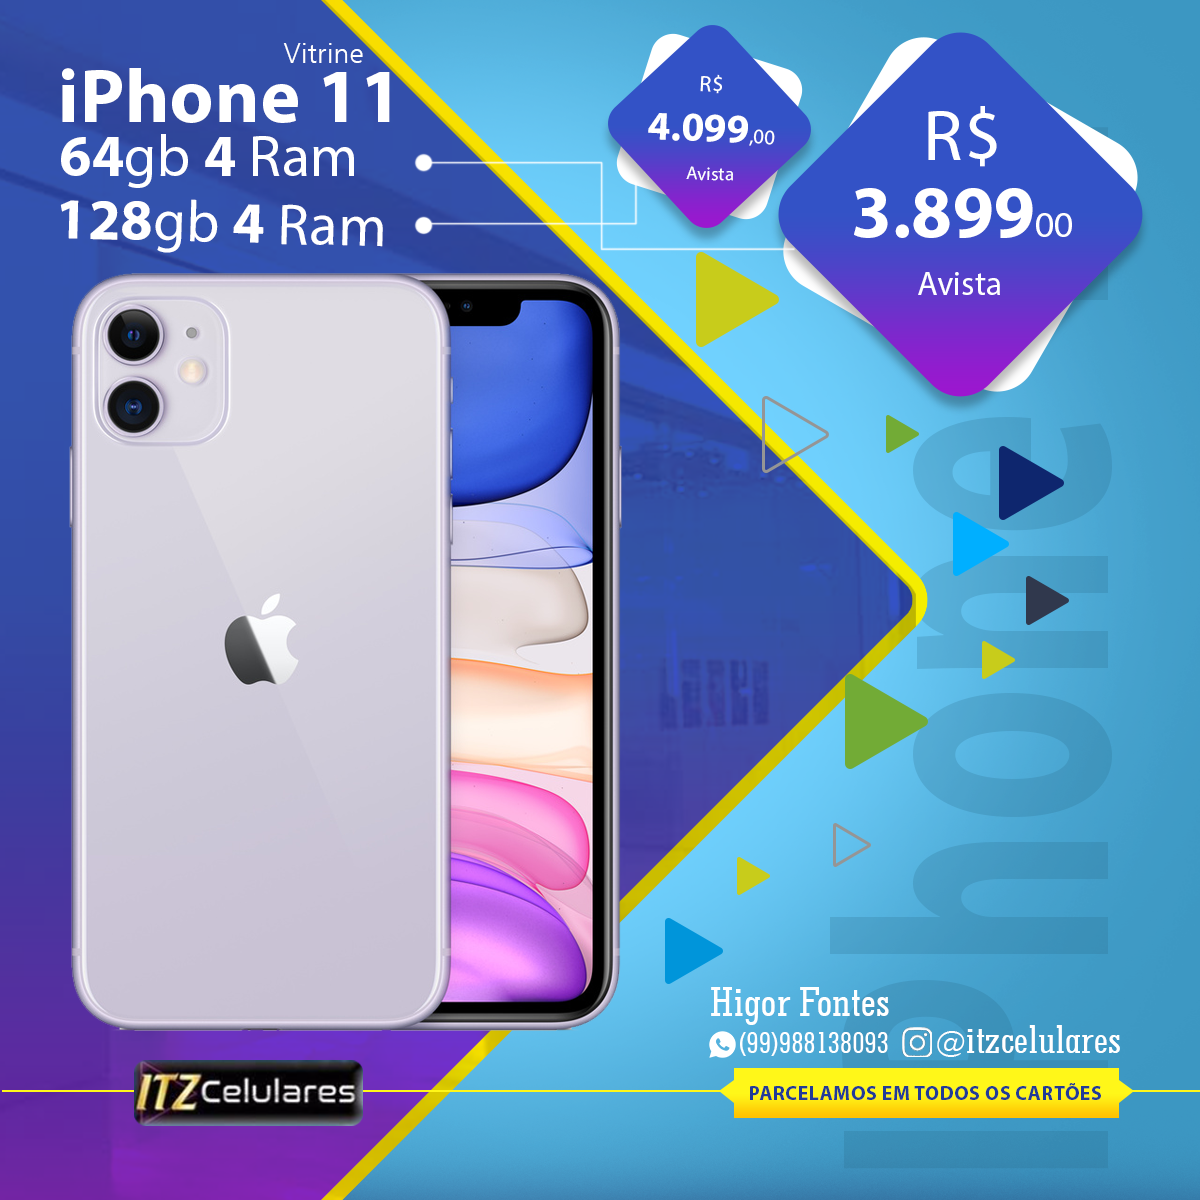 Vitrine
iPhone 11
64gb 4 Ram
128gb 4 Ram
R$
4.099,00
Avista
R$
3.89900
Avista
iPhone 11
Higor Fontes
(99)988138093 @itzcelulares
ITZCelulares
PARCELAMOS EM TODOS OS CARTÕES